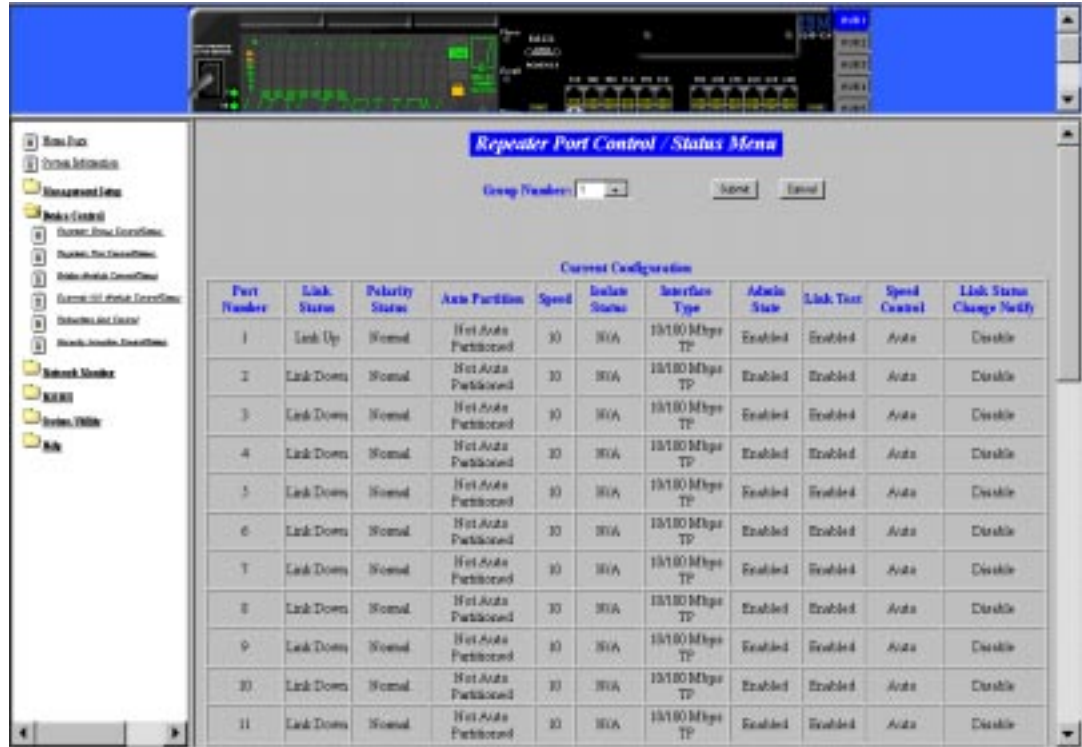 IBM
HUB 1
Home Page
System Information
Management Setup
Device Control
Network Monitor
System Utility
Help
Repeater Port Control / Status Menu
Group Number: 1 Submit Cancel
Current Configuration
Port Number Link Status Polarity Status Auto Partition Speed Isolate Status Interface Type Admin State Link Test Speed Control Link Status Change Notify
1 Link Up Normal Not Auto Partitioned 10 N/A 10/100 Mbps TP Enabled Enabled Auto Disable
2 Link Down Normal Not Auto Partitioned 10 N/A 10/100 Mbps TP Enabled Enabled Auto Disable
3 Link Down Normal Not Auto Partitioned 10 N/A 10/100 Mbps TP Enabled Enabled Auto Disable
4 Link Down Normal Not Auto Partitioned 10 N/A 10/100 Mbps TP Enabled Enabled Auto Disable
5 Link Down Normal Not Auto Partitioned 10 N/A 10/100 Mbps TP Enabled Enabled Auto Disable
6 Link Down Normal Not Auto Partitioned 10 N/A 10/100 Mbps TP Enabled Enabled Auto Disable
7 Link Down Normal Not Auto Partitioned 10 N/A 10/100 Mbps TP Enabled Enabled Auto Disable
8 Link Down Normal Not Auto Partitioned 10 N/A 10/100 Mbps TP Enabled Enabled Auto Disable
9 Link Down Normal Not Auto Partitioned 10 N/A 10/100 Mbps TP Enabled Enabled Auto Disable
10 Link Down Normal Not Auto Partitioned 10 N/A 10/100 Mbps TP Enabled Enabled Auto Disable
11 Link Down Normal Not Auto Partitioned 10 N/A 10/100 Mbps TP Enabled Enabled Auto Disable